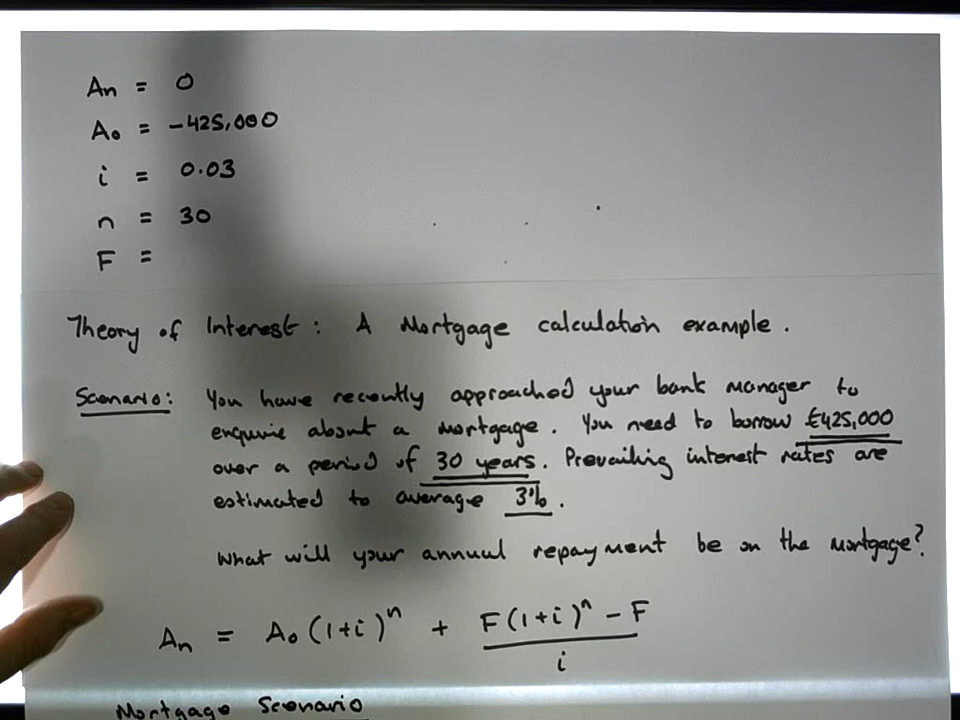 An = 0
A₀ = -425,000
i = 0.03
n = 30
F =
Theory of Interest : A Mortgage calculation example .
Scenario: You have recently approached your bank manager to
enquire about a mortgage . You need to borrow €425,000
over a period of 30 years . Prevailing interest rates are
estimated to average 3% .
What will your annual repayment be on the mortgage?
An = A₀ (1+i)ⁿ + F(1+i)ⁿ - F / i
Mortgage Scenario